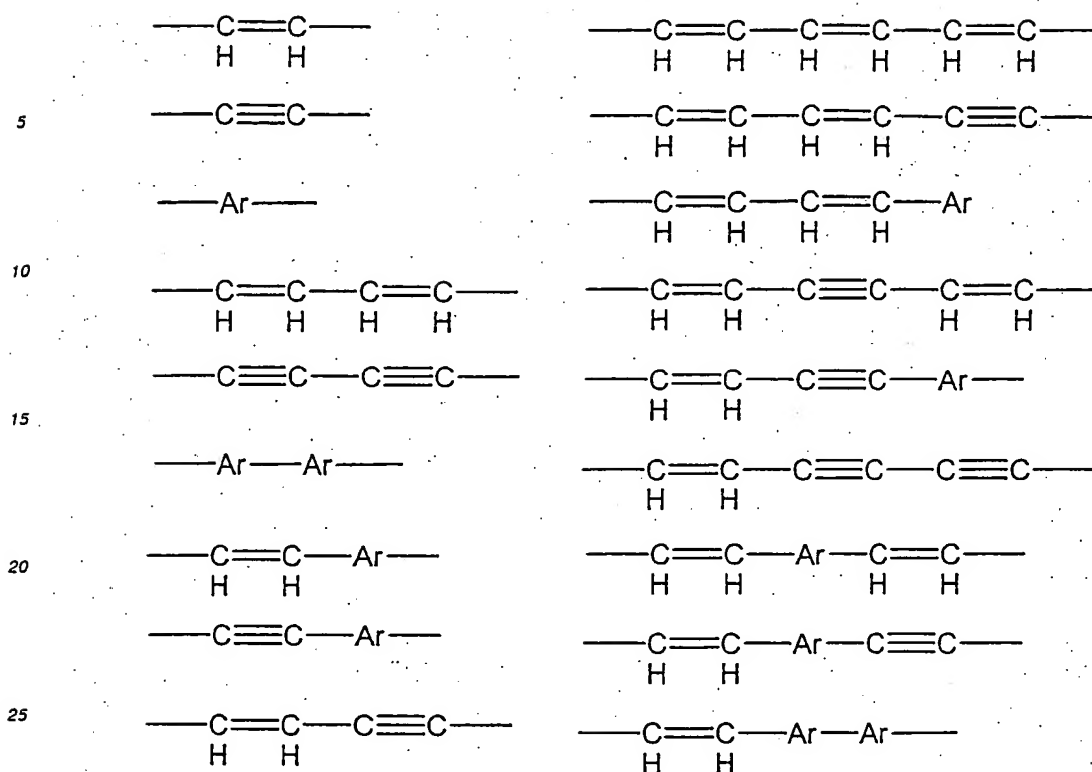 —C=C— —C=C—C=C—C=C—
H H H H H H H H
5 —C≡C— —C=C—C=C—C≡C—
H H H H
—Ar— —C=C—C=C—Ar
H H H H
10 —C=C—C=C— —C=C—C≡C—C=C—
H H H H H H H H
—C≡C—C≡C— —C=C—C≡C—Ar—
H H
15
—Ar—Ar— —C=C—C≡C—C≡C—
H H
20 —C=C—Ar— —C=C—Ar—C=C—
H H H H H H
—C≡C—Ar— —C=C—Ar—C≡C—
H H
25 —C=C—C≡C— —C=C—Ar—Ar—
H H H H